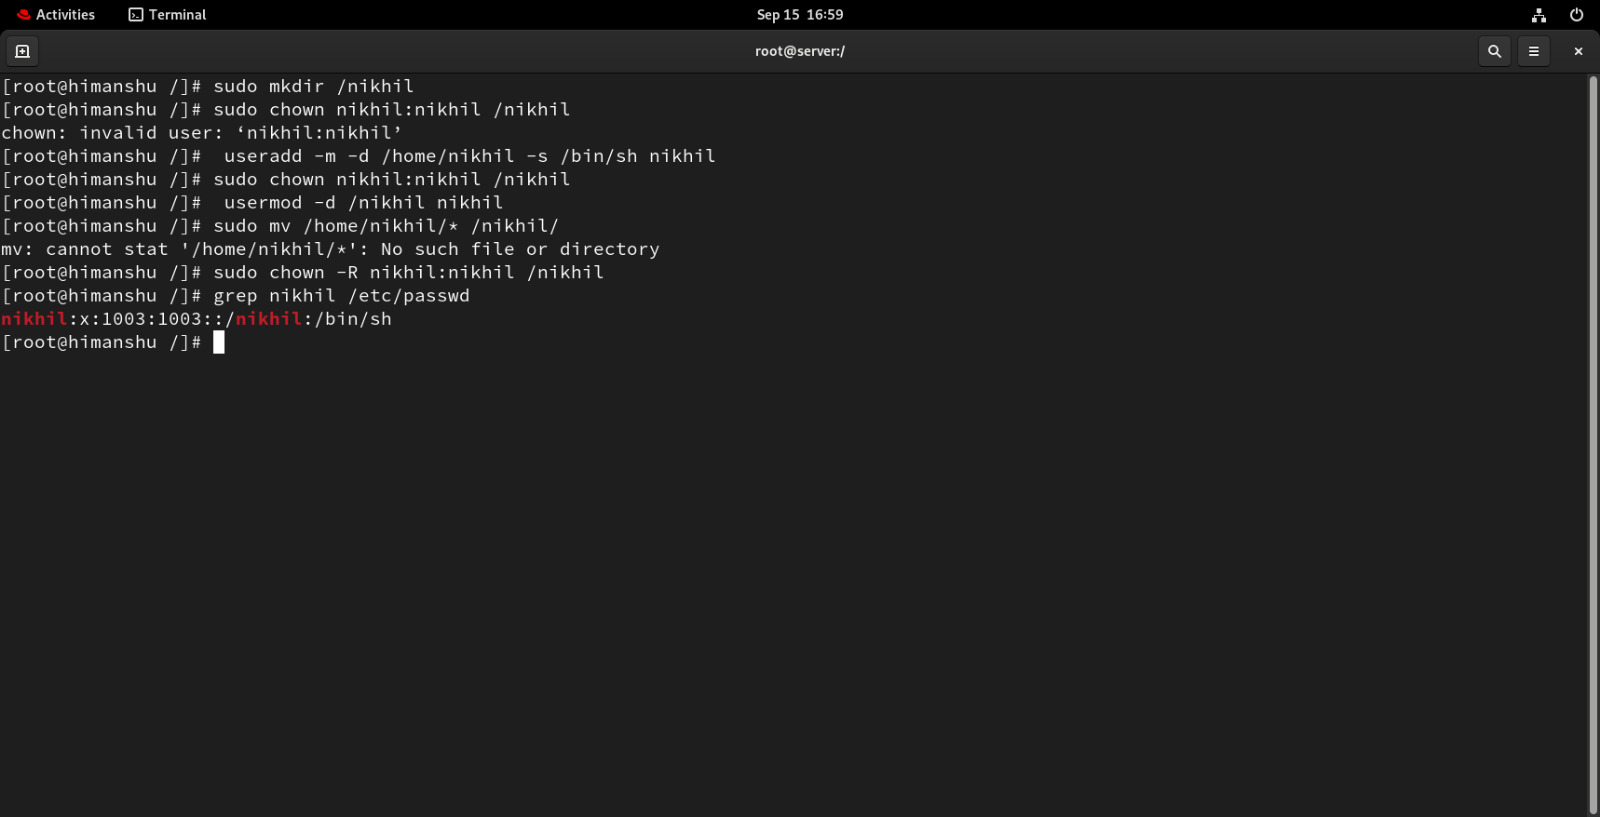 Activities Terminal Sep 15 16:59
root@server:/
[root@himanshu /]# sudo mkdir /nikhil
[root@himanshu /]# sudo chown nikhil:nikhil /nikhil
chown: invalid user: ‘nikhil:nikhil’
[root@himanshu /]#  useradd -m -d /home/nikhil -s /bin/sh nikhil
[root@himanshu /]# sudo chown nikhil:nikhil /nikhil
[root@himanshu /]#  usermod -d /nikhil nikhil
[root@himanshu /]# sudo mv /home/nikhil/* /nikhil/
mv: cannot stat '/home/nikhil/*': No such file or directory
[root@himanshu /]# sudo chown -R nikhil:nikhil /nikhil
[root@himanshu /]# grep nikhil /etc/passwd
nikhil:x:1003:1003::/nikhil:/bin/sh
[root@himanshu /]#